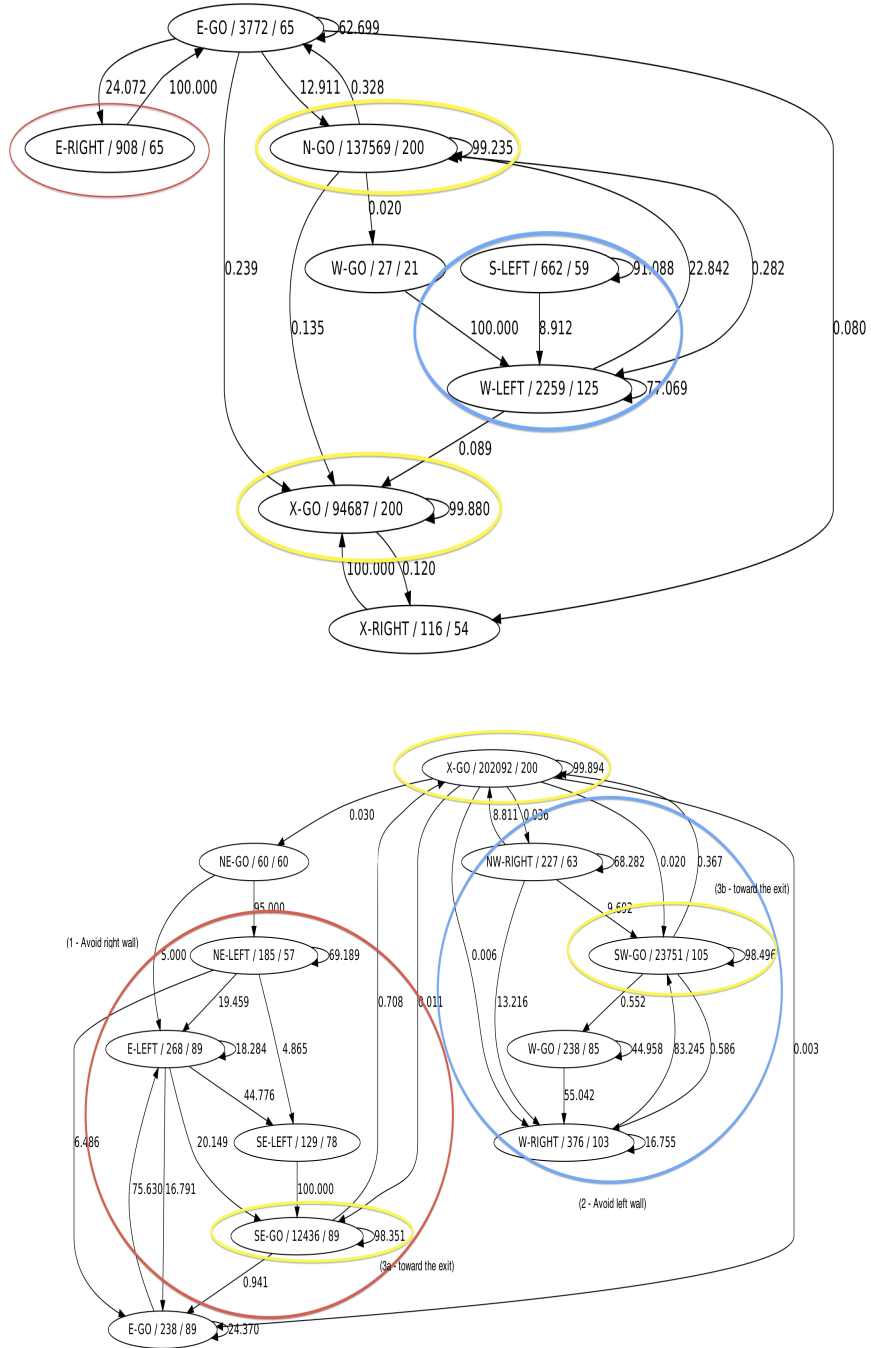 E-GO / 3772 / 65
62.699
24.072
100.000
12.911
0.328
E-RIGHT / 908 / 65
N-GO / 137569 / 200
99.235
0.020
0.239
W-GO / 27 / 21
S-LEFT / 662 / 59
91.088
22.842
0.282
0.135
100.000
8.912
0.080
W-LEFT / 2259 / 125
77.069
0.089
X-GO / 94687 / 200
99.880
100.000
0.120
X-RIGHT / 116 / 54
X-GO / 202092 / 200
99.894
0.030
8.811
0.036
NE-GO / 60 / 60
NW-RIGHT / 227 / 63
68.282
0.020
0.367
(3b - toward the exit)
95.000
9.692
(1 - Avoid right wall)
5.000
NE-LEFT / 185 / 57
69.189
0.006
SW-GO / 23751 / 105
98.496
19.459
0.708
0.011
13.216
0.552
E-LEFT / 268 / 89
18.284
4.865
W-GO / 238 / 85
44.958
83.245
0.586
0.003
44.776
55.042
6.486
20.149
SE-LEFT / 129 / 78
W-RIGHT / 376 / 103
16.755
75.630
16.791
100.000
(2 - Avoid left wall)
SE-GO / 12436 / 89
98.351
(3a - toward the exit)
0.941
E-GO / 238 / 89
24.370